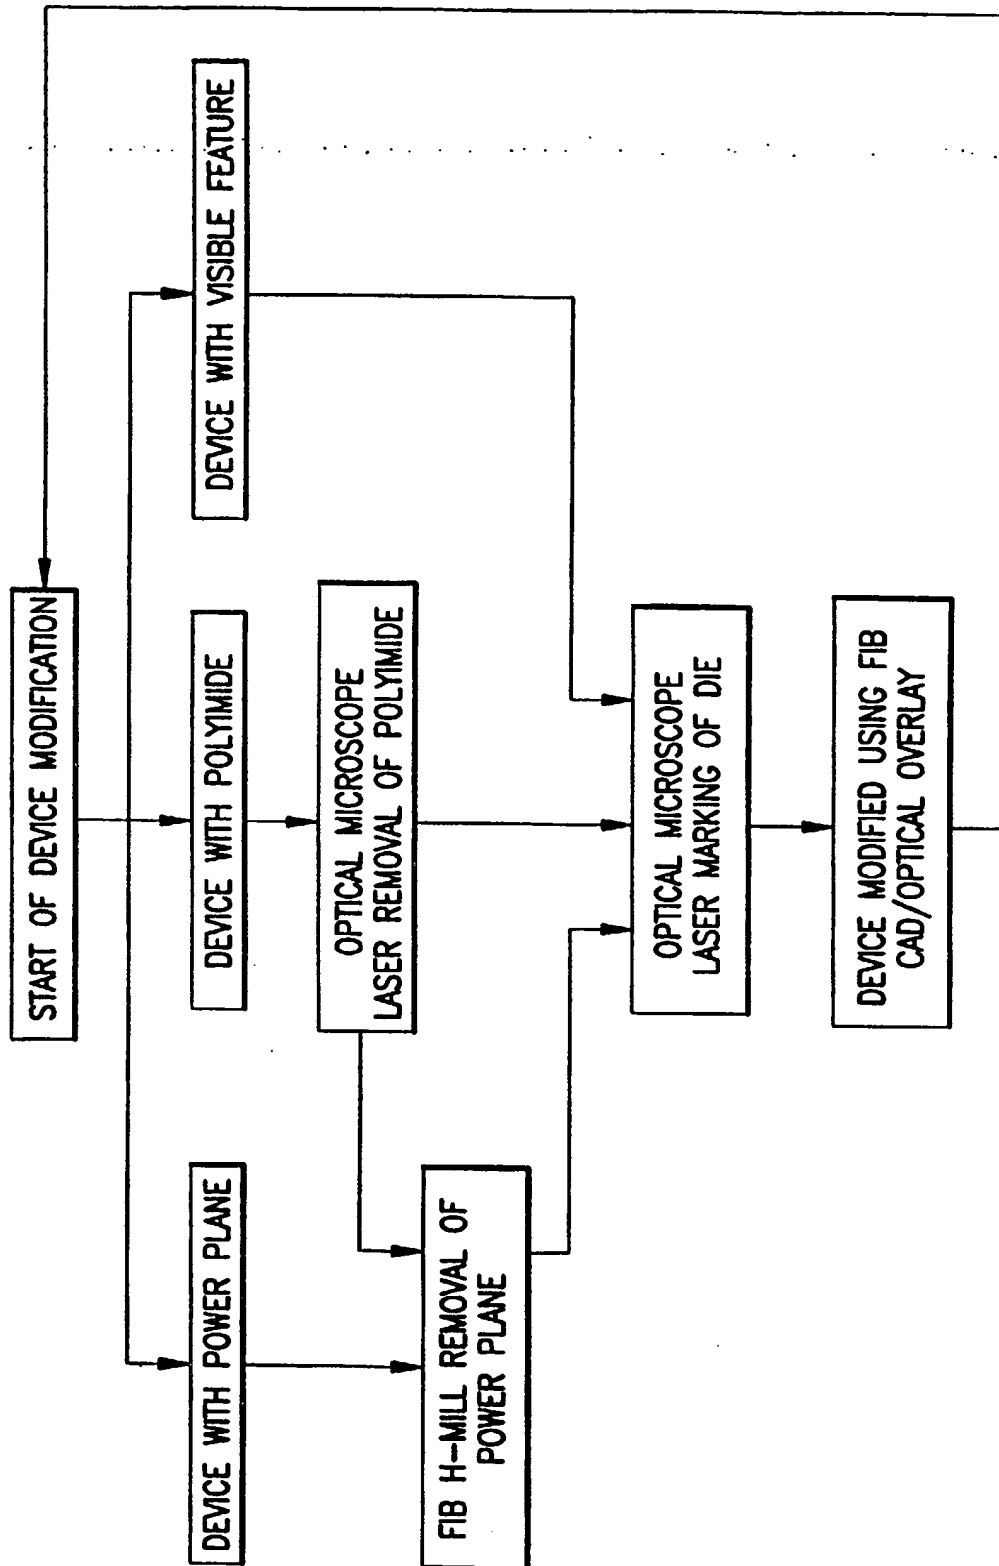 START OF DEVICE MODIFICATION
DEVICE WITH POWER PLANE
DEVICE WITH POLYIMIDE
DEVICE WITH VISIBLE FEATURE
OPTICAL MICROSCOPE
LASER REMOVAL OF POLYIMIDE
FIB H-MILL REMOVAL OF
POWER PLANE
OPTICAL MICROSCOPE
LASER MARKING OF DIE
DEVICE MODIFIED USING FIB
CAD/OPTICAL OVERLAY